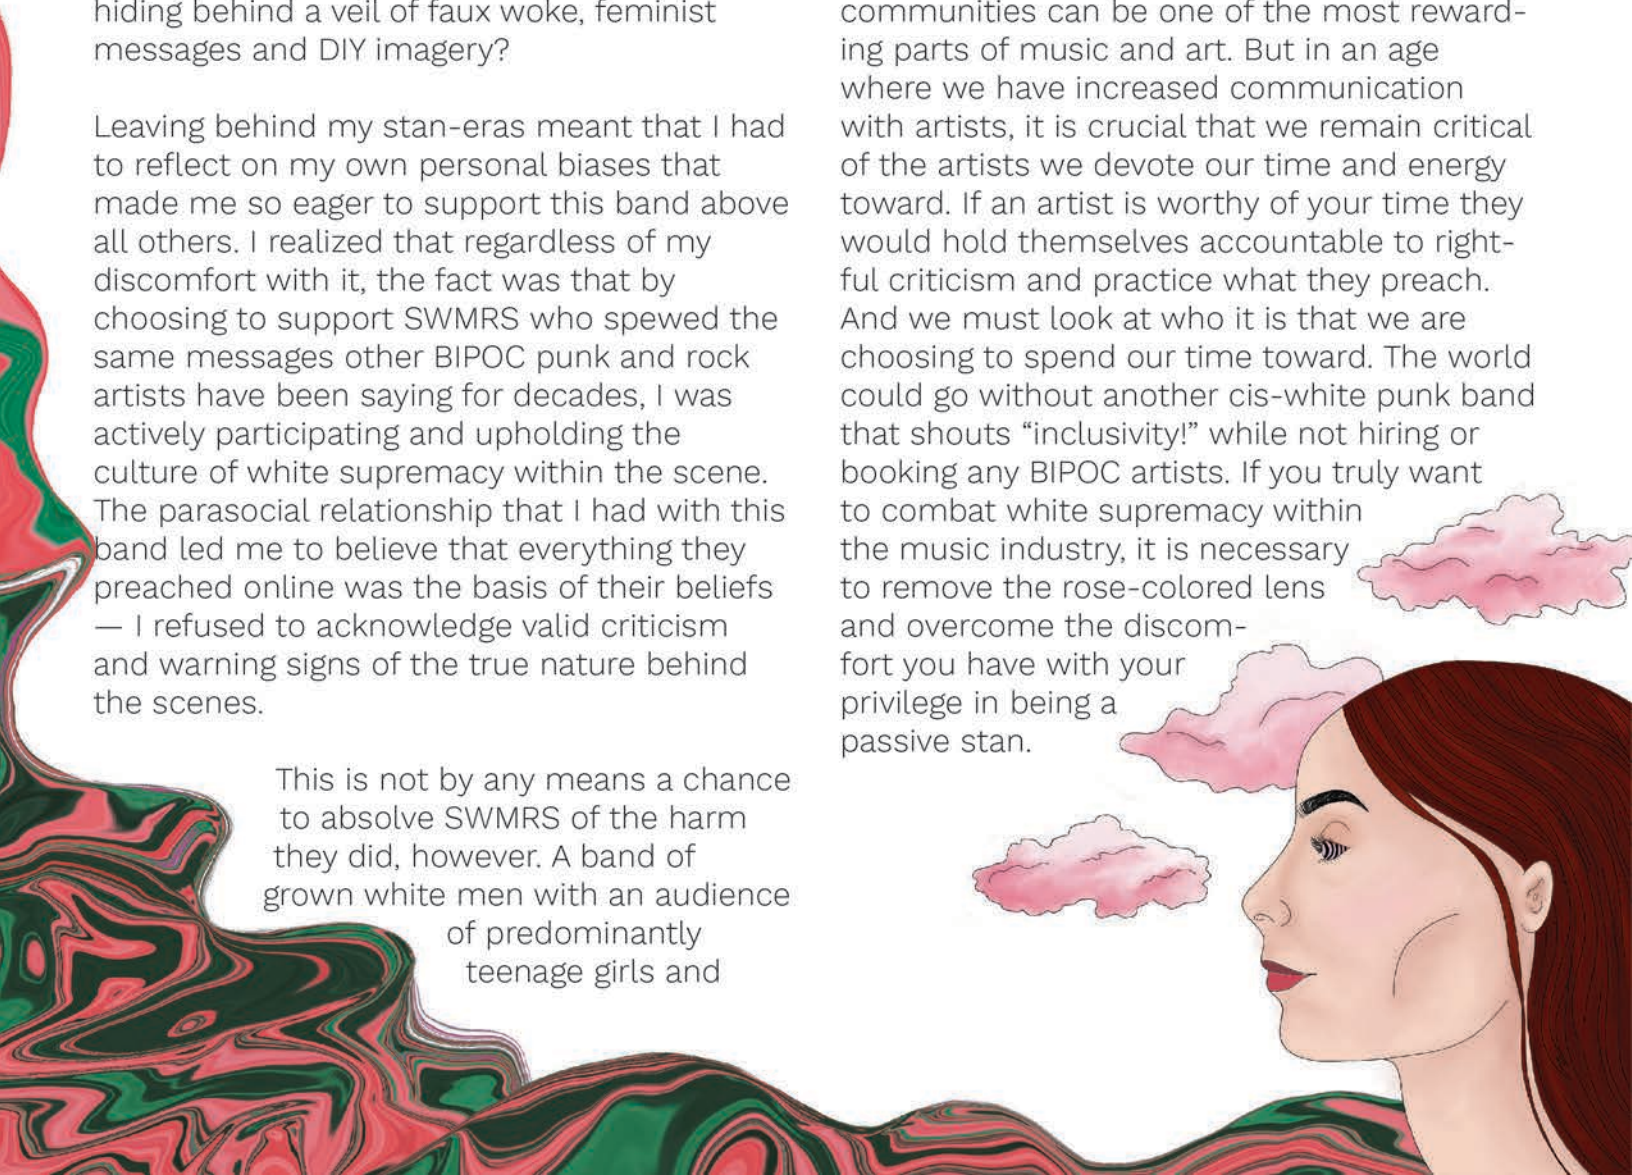 hiding behind a veil of faux woke, feminist
messages and DIY imagery?
Leaving behind my stan-eras meant that I had
to reflect on my own personal biases that
made me so eager to support this band above
all others. I realized that regardless of my
discomfort with it, the fact was that by
choosing to support SWMRS who spewed the
same messages other BIPOC punk and rock
artists have been saying for decades, I was
actively participating and upholding the
culture of white supremacy within the scene.
The parasocial relationship that I had with this
band led me to believe that everything they
preached online was the basis of their beliefs
— I refused to acknowledge valid criticism
and warning signs of the true nature behind
the scenes.
This is not by any means a chance
to absolve SWMRS of the harm
they did, however. A band of
grown white men with an audience
of predominantly
teenage girls and
communities can be one of the most reward-
ing parts of music and art. But in an age
where we have increased communication
with artists, it is crucial that we remain critical
of the artists we devote our time and energy
toward. If an artist is worthy of your time they
would hold themselves accountable to right-
ful criticism and practice what they preach.
And we must look at who it is that we are
choosing to spend our time toward. The world
could go without another cis-white punk band
that shouts “inclusivity!” while not hiring or
booking any BIPOC artists. If you truly want
to combat white supremacy within
the music industry, it is necessary
to remove the rose-colored lens
and overcome the discom-
fort you have with your
privilege in being a
passive stan.